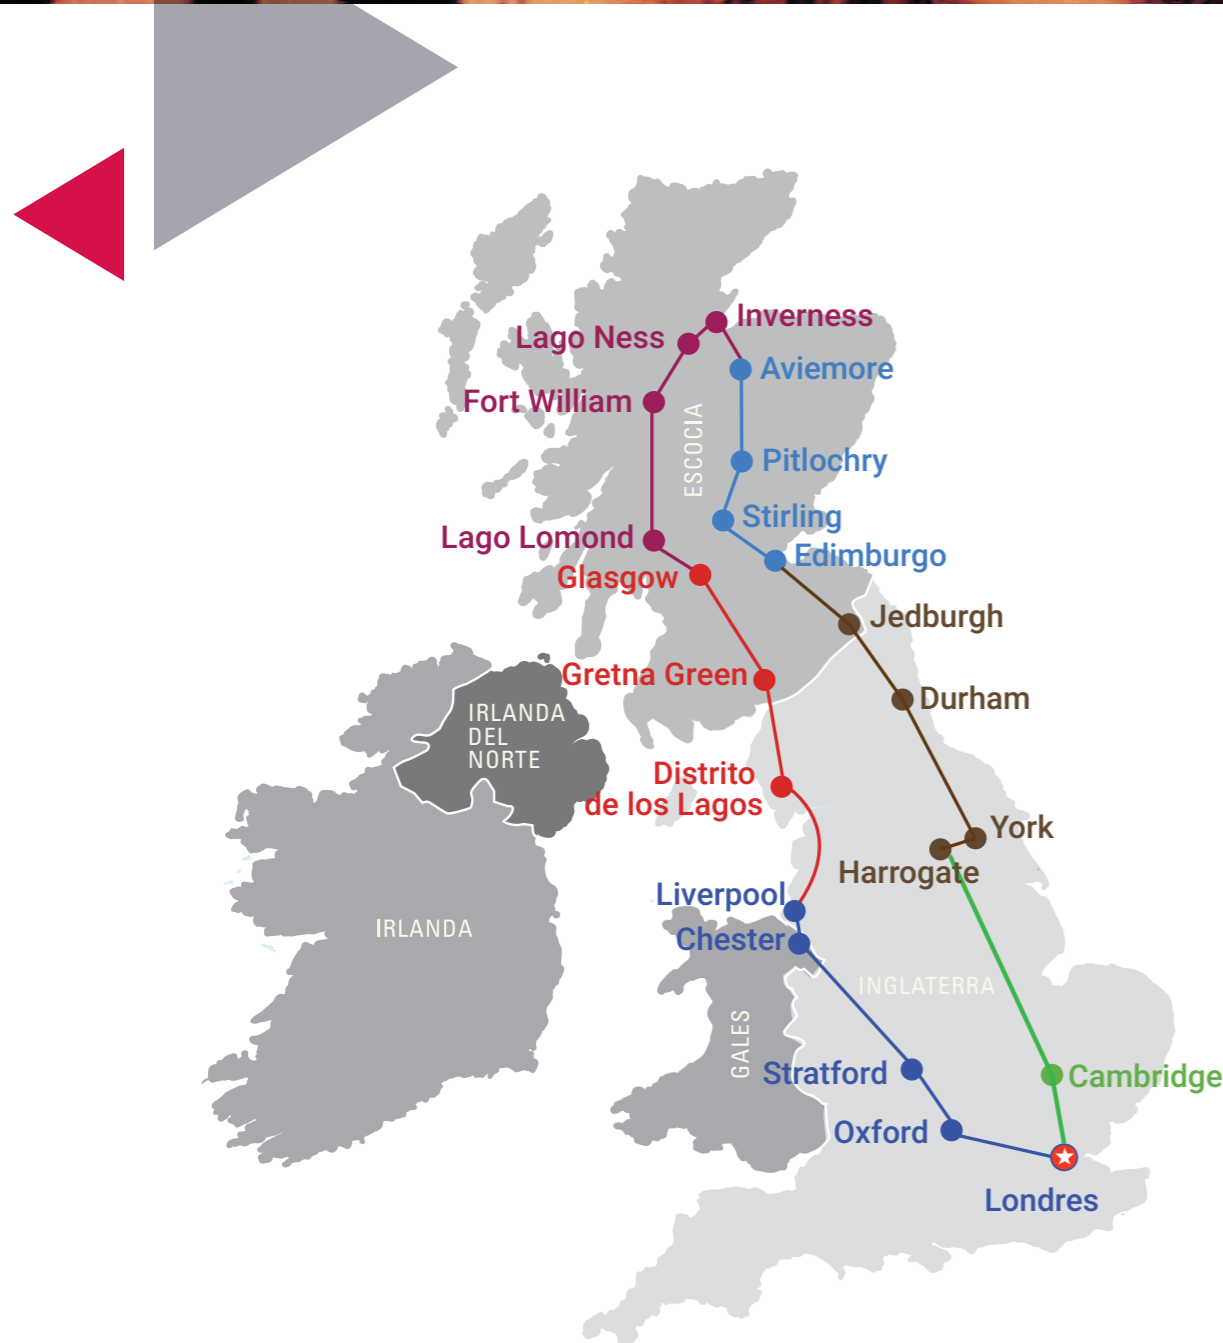 Inverness
Lago Ness
Aviemore
Fort William
ESCOCIA
Pitlochry
Stirling
Lago Lomond
Edimburgo
Glasgow
Jedburgh
Gretna Green
Durham
IRLANDA
DEL
NORTE
Distrito
de los Lagos
York
Harrogate
Liverpool
IRLANDA
Chester
INGLATERRA
GALES
Stratford
Cambridge
Oxford
Londres